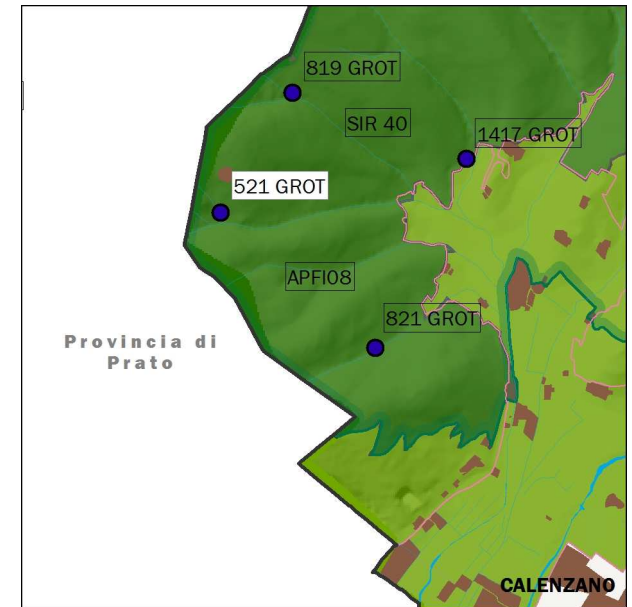 819 GROT
SIR 40
1417 GROT
521 GROT
APFI08
821 GROT
Provincia di
Prato
CALENZANO